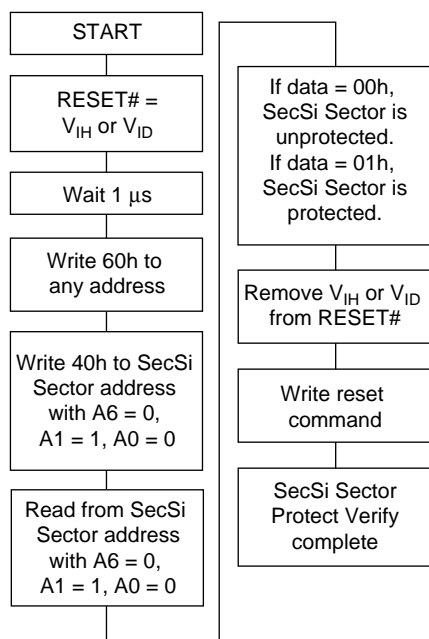 START
RESET# =
VIH or VID
Wait 1 μs
Write 60h to
any address
Write 40h to SecSi
Sector address
with A6 = 0,
A1 = 1, A0 = 0
Read from SecSi
Sector address
with A6 = 0,
A1 = 1, A0 = 0
If data = 00h,
SecSi Sector is
unprotected.
If data = 01h,
SecSi Sector is
protected.
Remove VIH or VID
from RESET#
Write reset
command
SecSi Sector
Protect Verify
complete